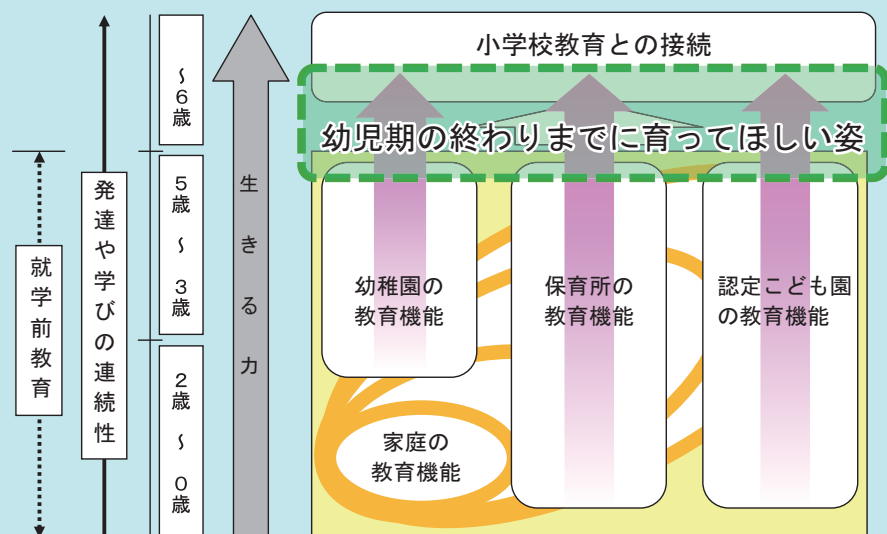 小学校教育との接続
幼児期の終わりまでに育ってほしい姿
就学前教育
発達や学びの連続性
～6歳
5歳～3歳
2歳～0歳
生きる力
幼稚園の
教育機能
保育所の
教育機能
認定こども園
の教育機能
家庭の
教育機能